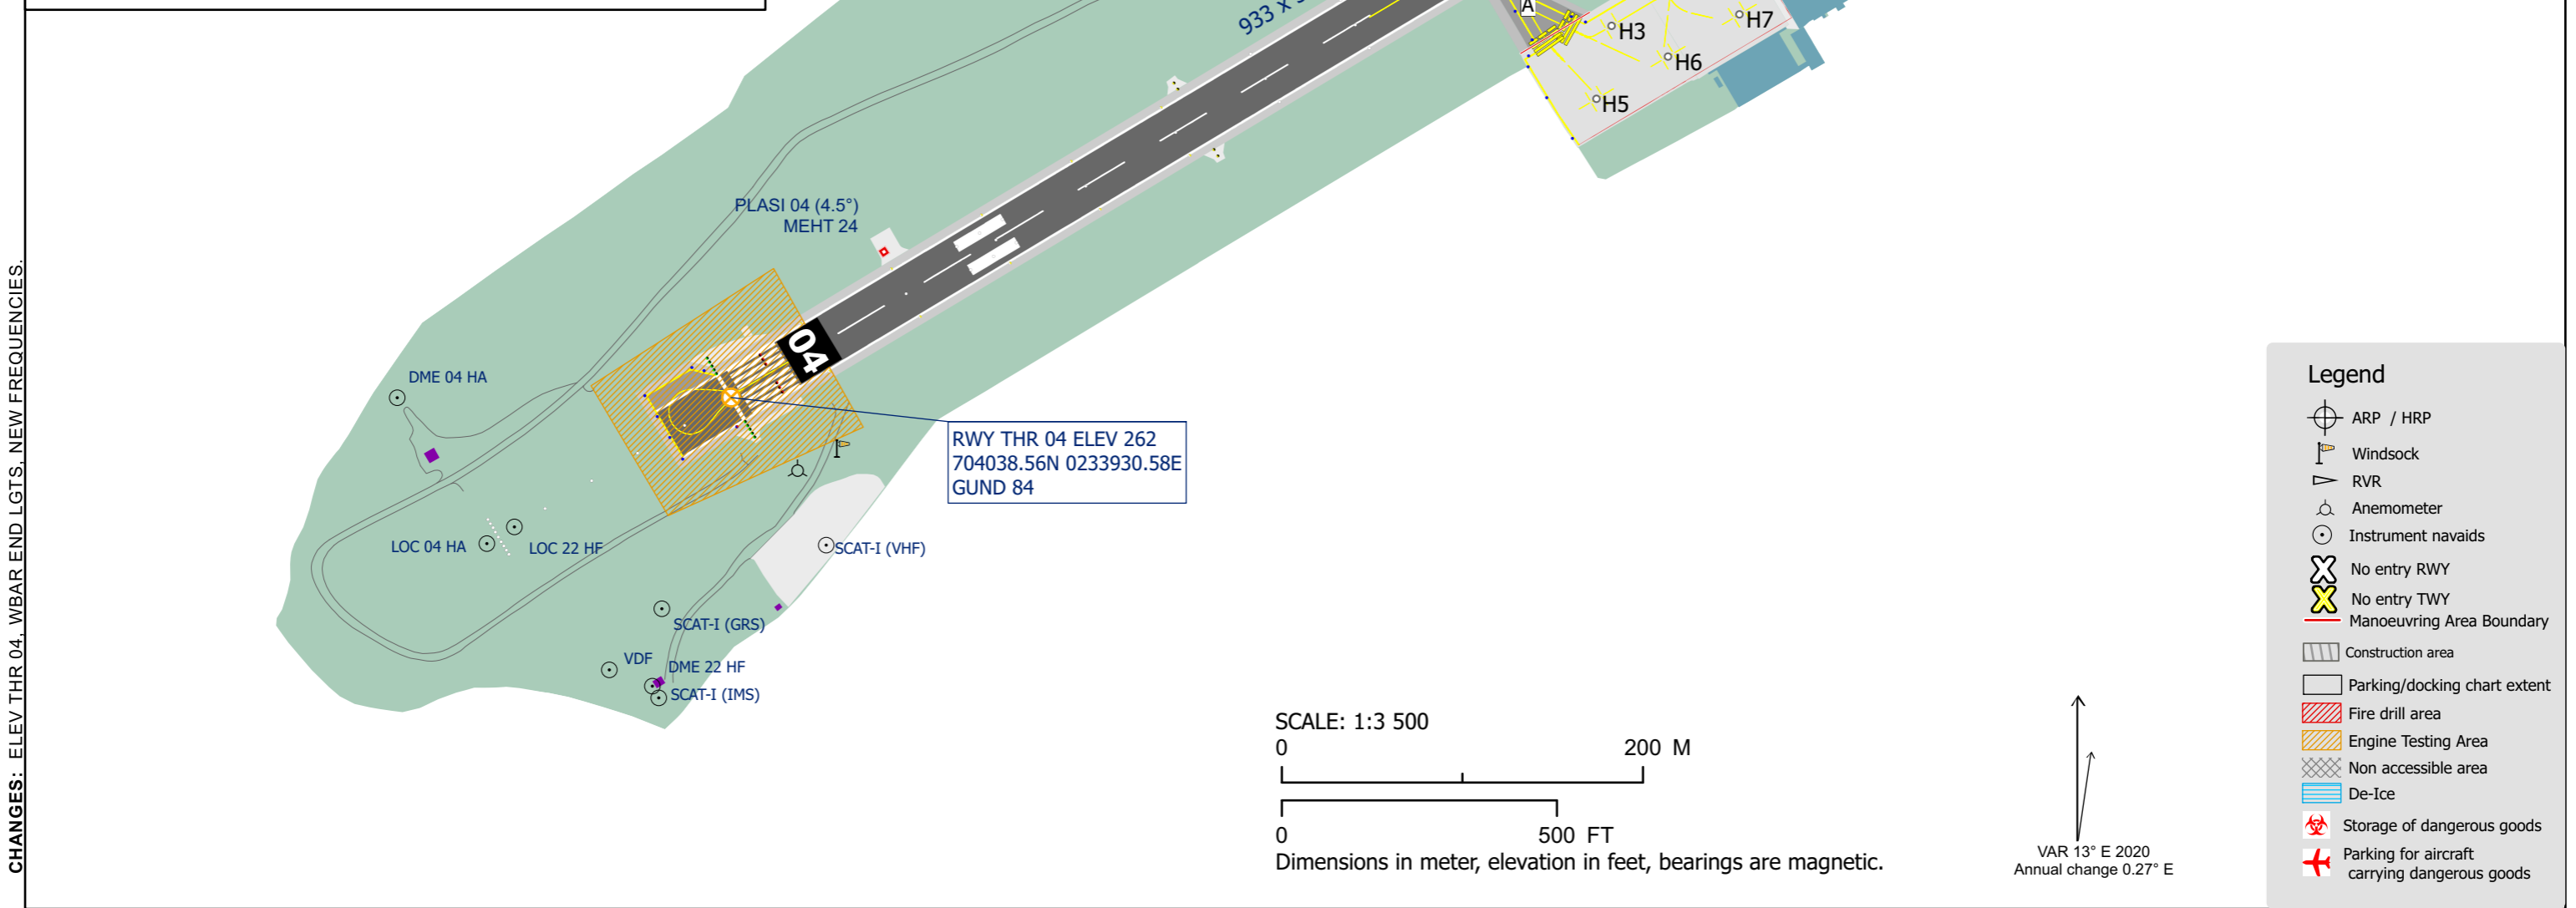 933 x
A
H3
H7
H6
H5
PLASI 04 (4.5°)
MEHT 24
04
DME 04 HA
RWY THR 04 ELEV 262
704038.56N 0233930.58E
GUND 84
LOC 04 HA
LOC 22 HF
SCAT-I (VHF)
SCAT-I (GRS)
VDF
DME 22 HF
SCAT-I (IMS)
CHANGES: ELEV THR 04, WBAR END LGTS, NEW FREQUENCIES.
SCALE: 1:3 500
0 200 M
0 500 FT
Dimensions in meter, elevation in feet, bearings are magnetic.
VAR 13° E 2020
Annual change 0.27° E
Legend
ARP / HRP
Windsock
RVR
Anemometer
Instrument navaids
No entry RWY
No entry TWY
Manoeuvring Area Boundary
Construction area
Parking/docking chart extent
Fire drill area
Engine Testing Area
Non accessible area
De-Ice
Storage of dangerous goods
Parking for aircraft
carrying dangerous goods